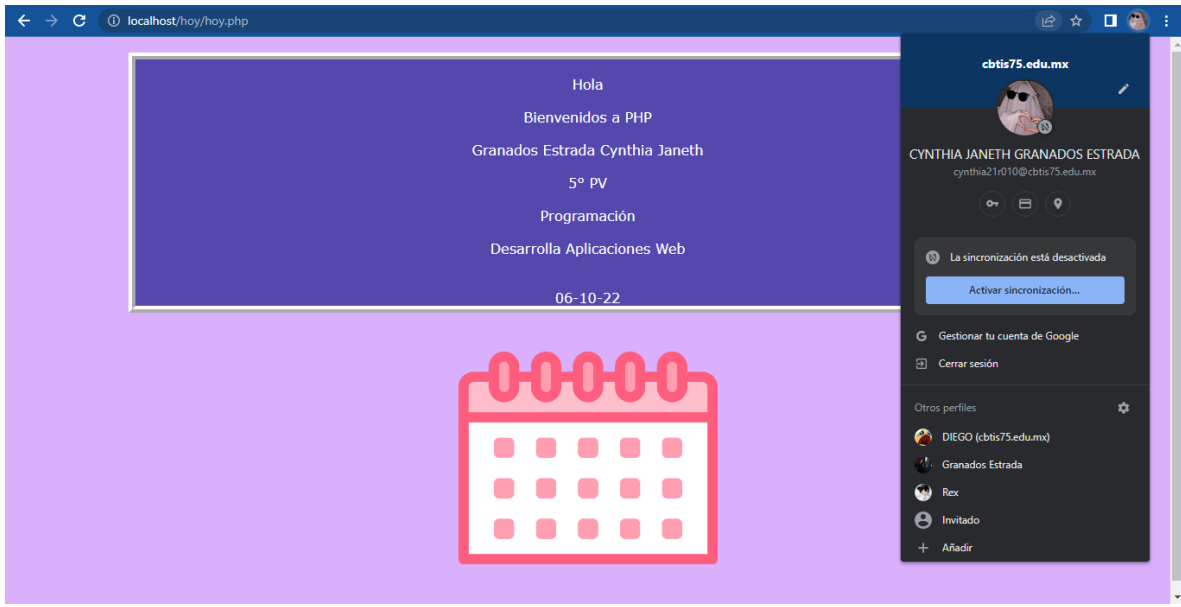 localhost/hoy/hoy.php
Hola
Bienvenidos a PHP
Granados Estrada Cynthia Janeth
5° PV
Programación
Desarrolla Aplicaciones Web
06-10-22
cbtis75.edu.mx
CYNTHIA JANETH GRANADOS ESTRADA
cynthia21r010@cbtis75.edu.mx
La sincronización está desactivada
Activar sincronización...
Gestionar tu cuenta de Google
Cerrar sesión
Otros perfiles
DIEGO (cbtis75.edu.mx)
Granados Estrada
Rex
Invitado
Añadir